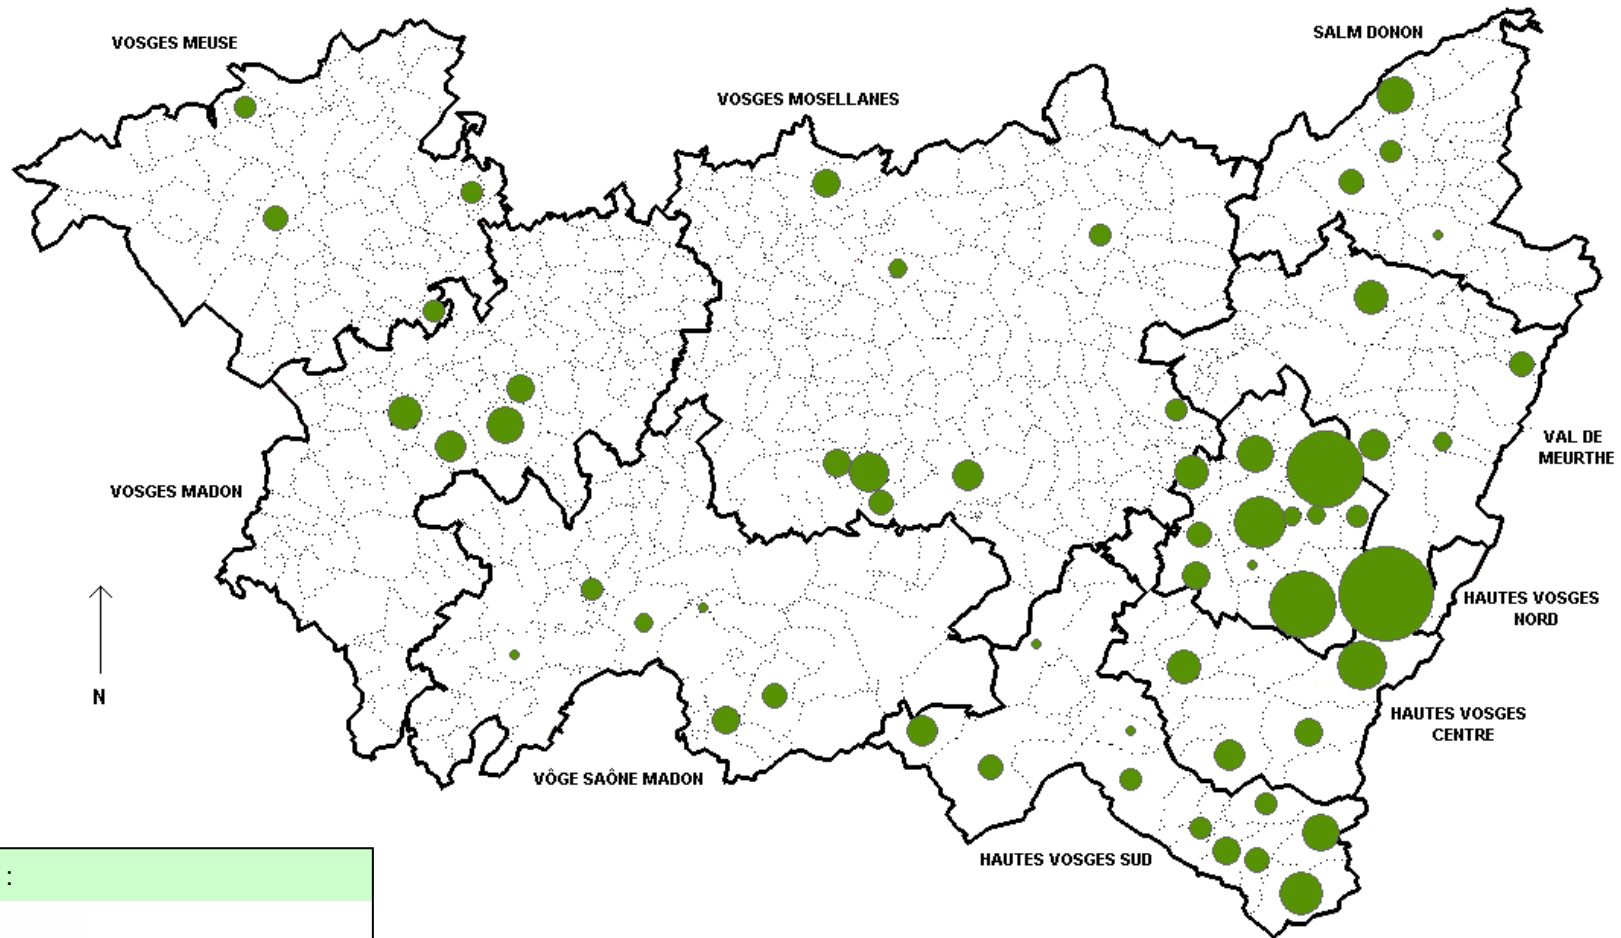 SALM DONON
VOSGES MEUSE
VOSGES MOSELLANES
VAL DE
MEURTHE
VOSGES MADON
HAUTES VOSGES
NORD
N
HAUTES VOSGES
CENTRE
VÔGE SAÔNE MADON
HAUTES VOSGES SUD
: